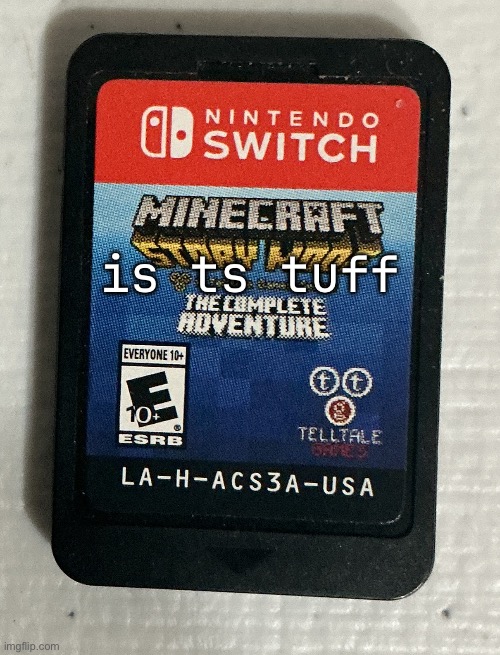 NINTENDO
SWITCH
MINECRAFT
STORY MODE
is ts tuff
THE COMPLETE
ADVENTURE
EVERYONE 10+
E
10+
®
ESRB
t t
g
TELLTALE
GAMES
LA-H-ACS3A-USA
imgflip.com